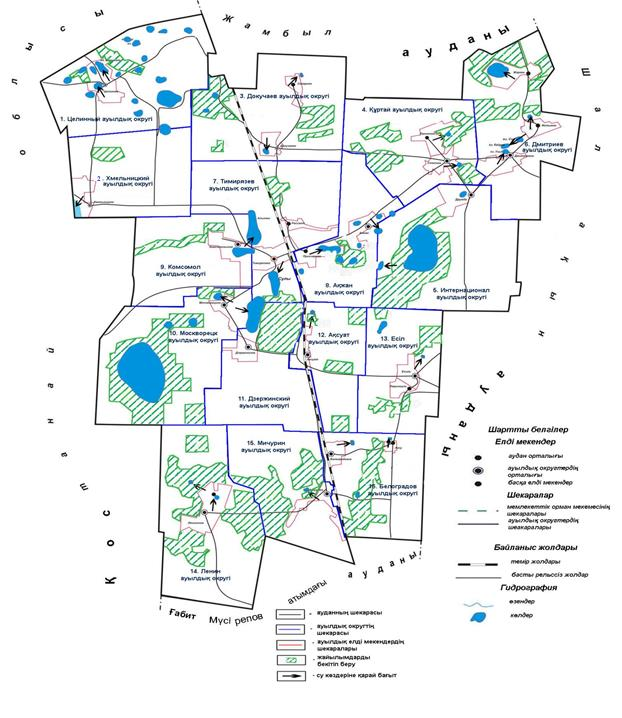 Жамбыл ауданы
облысы
Қостанай
Шал ақын ауданы
Ғабит Мүсірепов атымдағы ауданы
1. Целинный ауылдық округі
2 - Хмельницкий
ауылдық округі
3. Докучаев ауылдық округі
4. Құртай ауылдық округі
6. Дмитриев
ауылдық
округі
7. Тимирязев
ауылдық округі
5. Интернационал
ауылдық округі
8. Ақжан
ауылдық округі
9. Комсомол
ауылдық округі
10. Москворецк
ауылдық округі
11. Дзержинский
ауылдық округі
12. Ақсуат
ауылдық
округі
13. Есіл
ауылдық округі
15. Мичурин
ауылдық округі
16. Белоградов
ауылдық округі
14. Ленин
ауылдық округі
Шартты белгілер
Елді мекендер
аудан орталығы
ауылдық округтердің
орталығы
басқа елді мекендер
Шекаралар
мемлекеттік орман мекемесінің
шекаралары
ауылдық округтердің
шекаралары
Байланыс жолдары
темір жолдары
басты рельссіз жолдар
Гидрография
өзендер
көлдер
- ауданның шекарасы
- ауылдық округтің
шекарасы
- ауылдық елді мекендердің
шекаралары
- жайылымдарды
бекітіп беру
- су көздеріне қарай бағыт